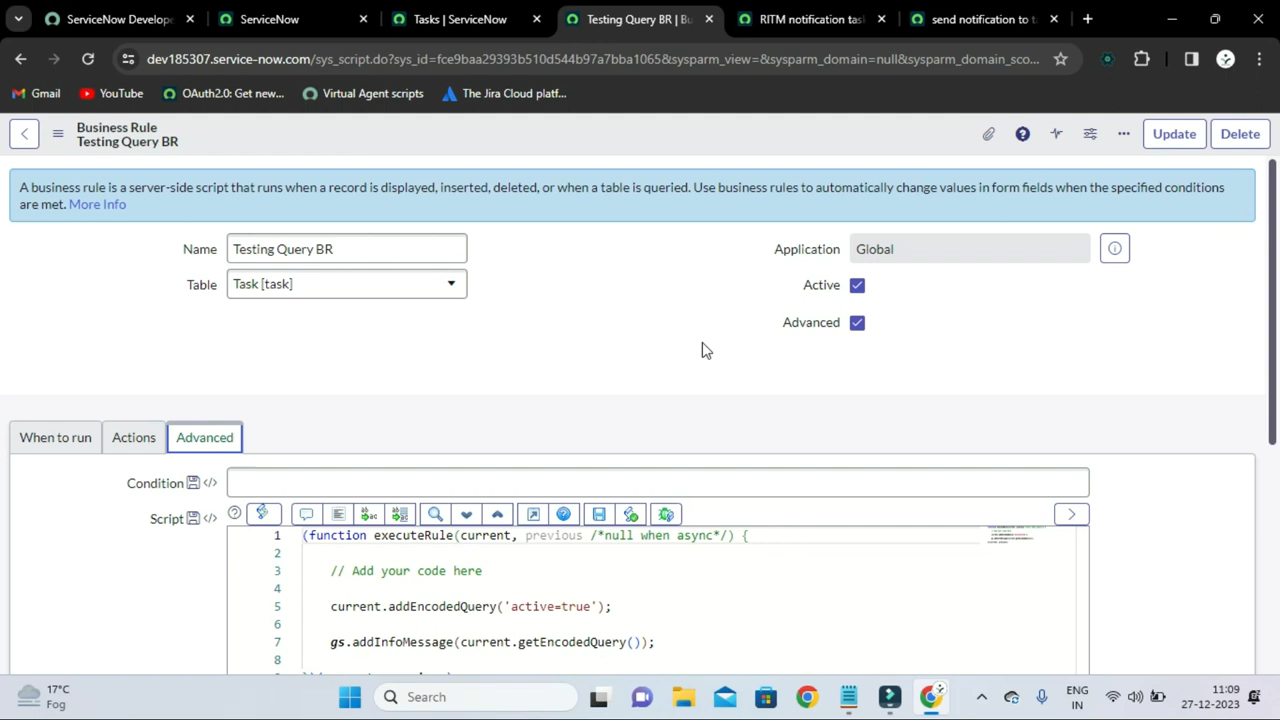 ServiceNow Develope
ServiceNow
Tasks | ServiceNow
Testing Query BR | Bu
RITM notification tas
send notification to ta
dev185307.service-now.com/sys_script.do?sys_id=fce9baa29393b510d544b97a7bba1065&sysparm_view=&sysparm_domain=null&sysparm_domain_sco...
Gmail
YouTube
OAuth2.0: Get new...
Virtual Agent scripts
The Jira Cloud platf...
Business Rule
Testing Query BR
Update
Delete
A business rule is a server-side script that runs when a record is displayed, inserted, deleted, or when a table is queried. Use business rules to automatically change values in form fields when the specified conditions
are met. More Info
Name
Testing Query BR
Application
Global
Table
Task [task]
Active
Advanced
When to run
Actions
Advanced
Condition
Script
1 (function executeRule(current, previous /*null when async*/) {
2
3 // Add your code here
4
5 current.addEncodedQuery('active=true');
6
7 gs.addInfoMessage(current.getEncodedQuery());
8
17°C
Fog
Search
ENG
IN
11:09
27-12-2023